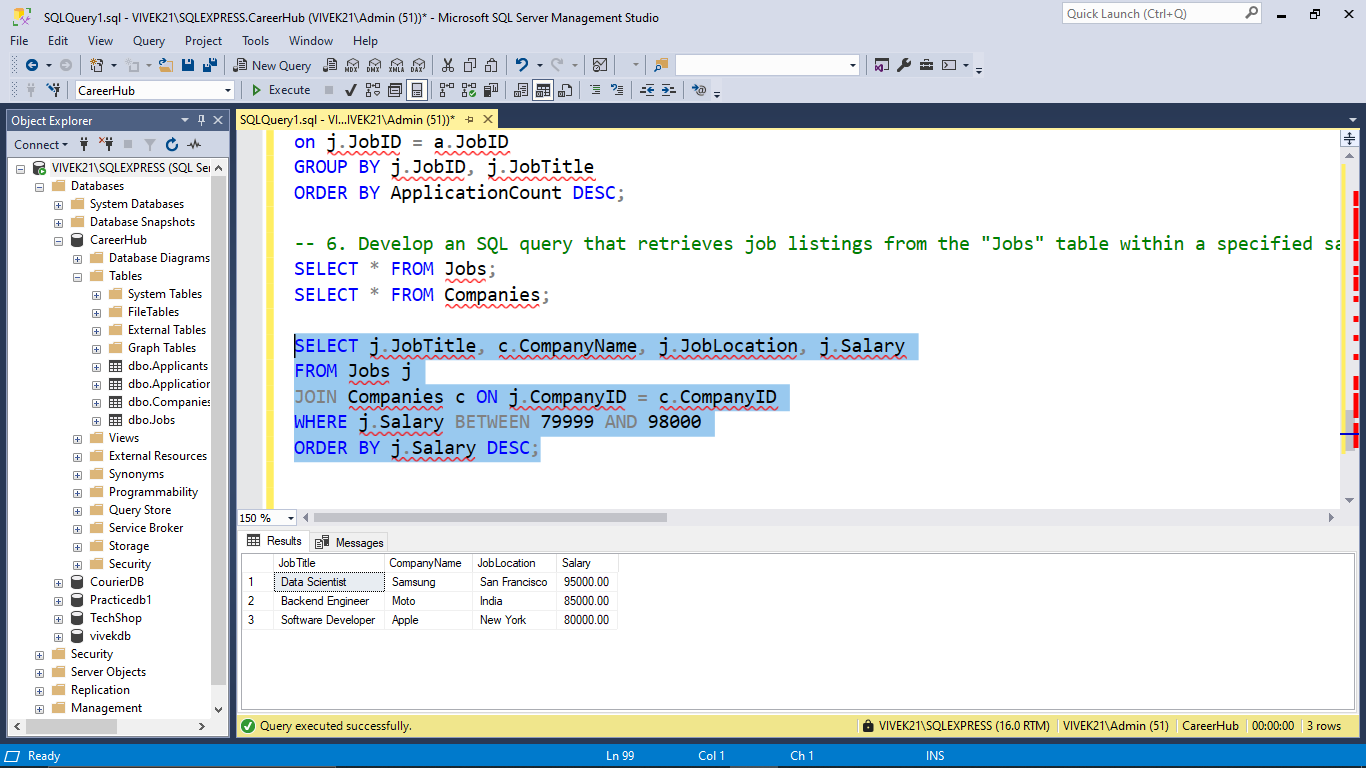 SQLQuery1.sql - VIVEK21\SQLEXPRESS.CareerHub (VIVEK21\Admin (51))* - Microsoft SQL Server Management Studio
Quick Launch (Ctrl+Q)
File Edit View Query Project Tools Window Help
New Query MDX DMX XMLA DAX
CareerHub Execute
Object Explorer
SQLQuery1.sql - VI...IVEK21\Admin (51))*
Connect
VIVEK21\SQLEXPRESS (SQL Ser
Databases
System Databases
Database Snapshots
CareerHub
Database Diagrams
Tables
System Tables
FileTables
External Tables
Graph Tables
dbo.Applicants
dbo.Application
dbo.Companies
dbo.Jobs
Views
External Resources
Synonyms
Programmability
Query Store
Service Broker
Storage
Security
CourierDB
Practicedb1
TechShop
vivekdb
Security
Server Objects
Replication
Management
on j.JobID = a.JobID
GROUP BY j.JobID, j.JobTitle
ORDER BY ApplicationCount DESC;
-- 6. Develop an SQL query that retrieves job listings from the "Jobs" table within a specified sa
SELECT * FROM Jobs;
SELECT * FROM Companies;
SELECT j.JobTitle, c.CompanyName, j.JobLocation, j.Salary
FROM Jobs j
JOIN Companies c ON j.CompanyID = c.CompanyID
WHERE j.Salary BETWEEN 79999 AND 98000
ORDER BY j.Salary DESC;
150 %
Results Messages
JobTitle CompanyName JobLocation Salary
1 Data Scientist Samsung San Francisco 95000.00
2 Backend Engineer Moto India 85000.00
3 Software Developer Apple New York 80000.00
Query executed successfully. VIVEK21\SQLEXPRESS (16.0 RTM) VIVEK21\Admin (51) CareerHub 00:00:00 3 rows
Ready Ln 99 Col 1 Ch 1 INS